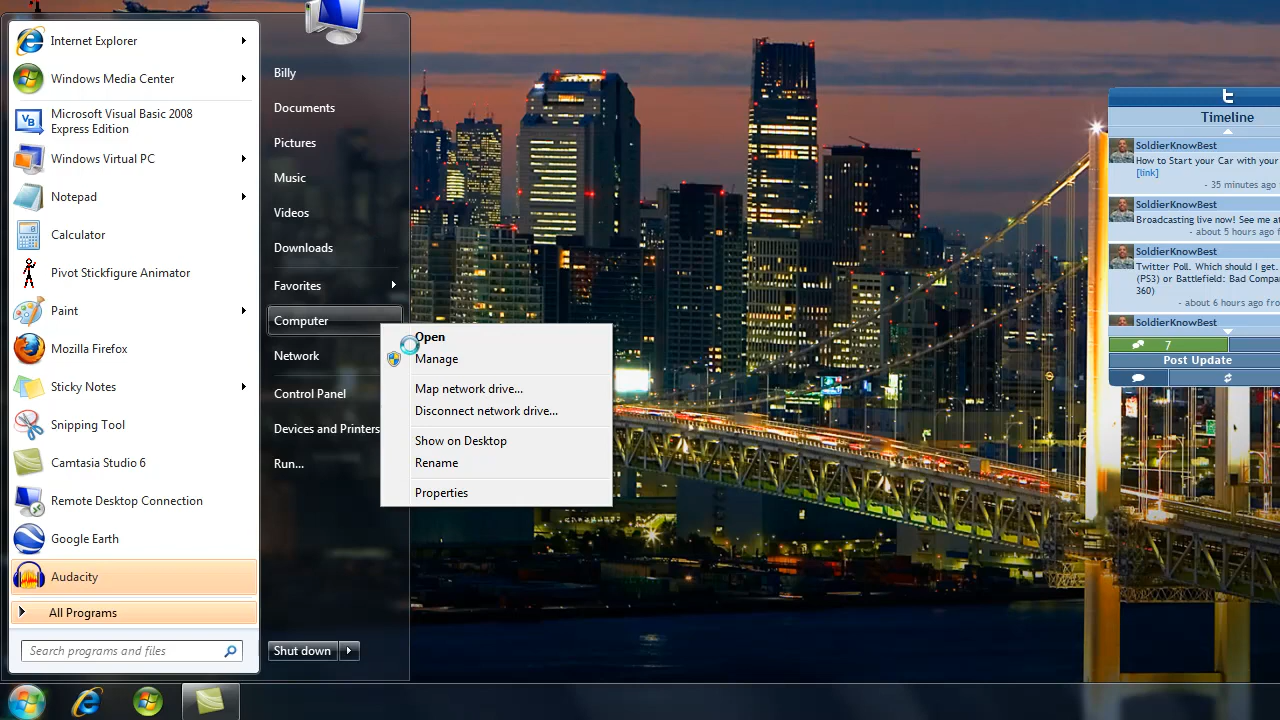 Internet Explorer
Windows Media Center
Microsoft Visual Basic 2008
Express Edition
Windows Virtual PC
Notepad
Calculator
Pivot Stickfigure Animator
Paint
Mozilla Firefox
Sticky Notes
Snipping Tool
Camtasia Studio 6
Remote Desktop Connection
Google Earth
Audacity
All Programs
Search programs and files
Billy
Documents
Pictures
Music
Videos
Downloads
Favorites
Computer
Network
Control Panel
Devices and Printers
Run...
Shut down
Open
Manage
Map network drive...
Disconnect network drive...
Show on Desktop
Rename
Properties
Timeline
SoldierKnowBest
How to Start your Car with your
[link]
- 35 minutes ago
SoldierKnowBest
Broadcasting live now! See me a
- about 5 hours ago f
SoldierKnowBest
Twitter Poll. Which should I get..
(PS3) or Battlefield: Bad Compa
360)
- about 6 hours ago fro
SoldierKnowBest
7
Post Update